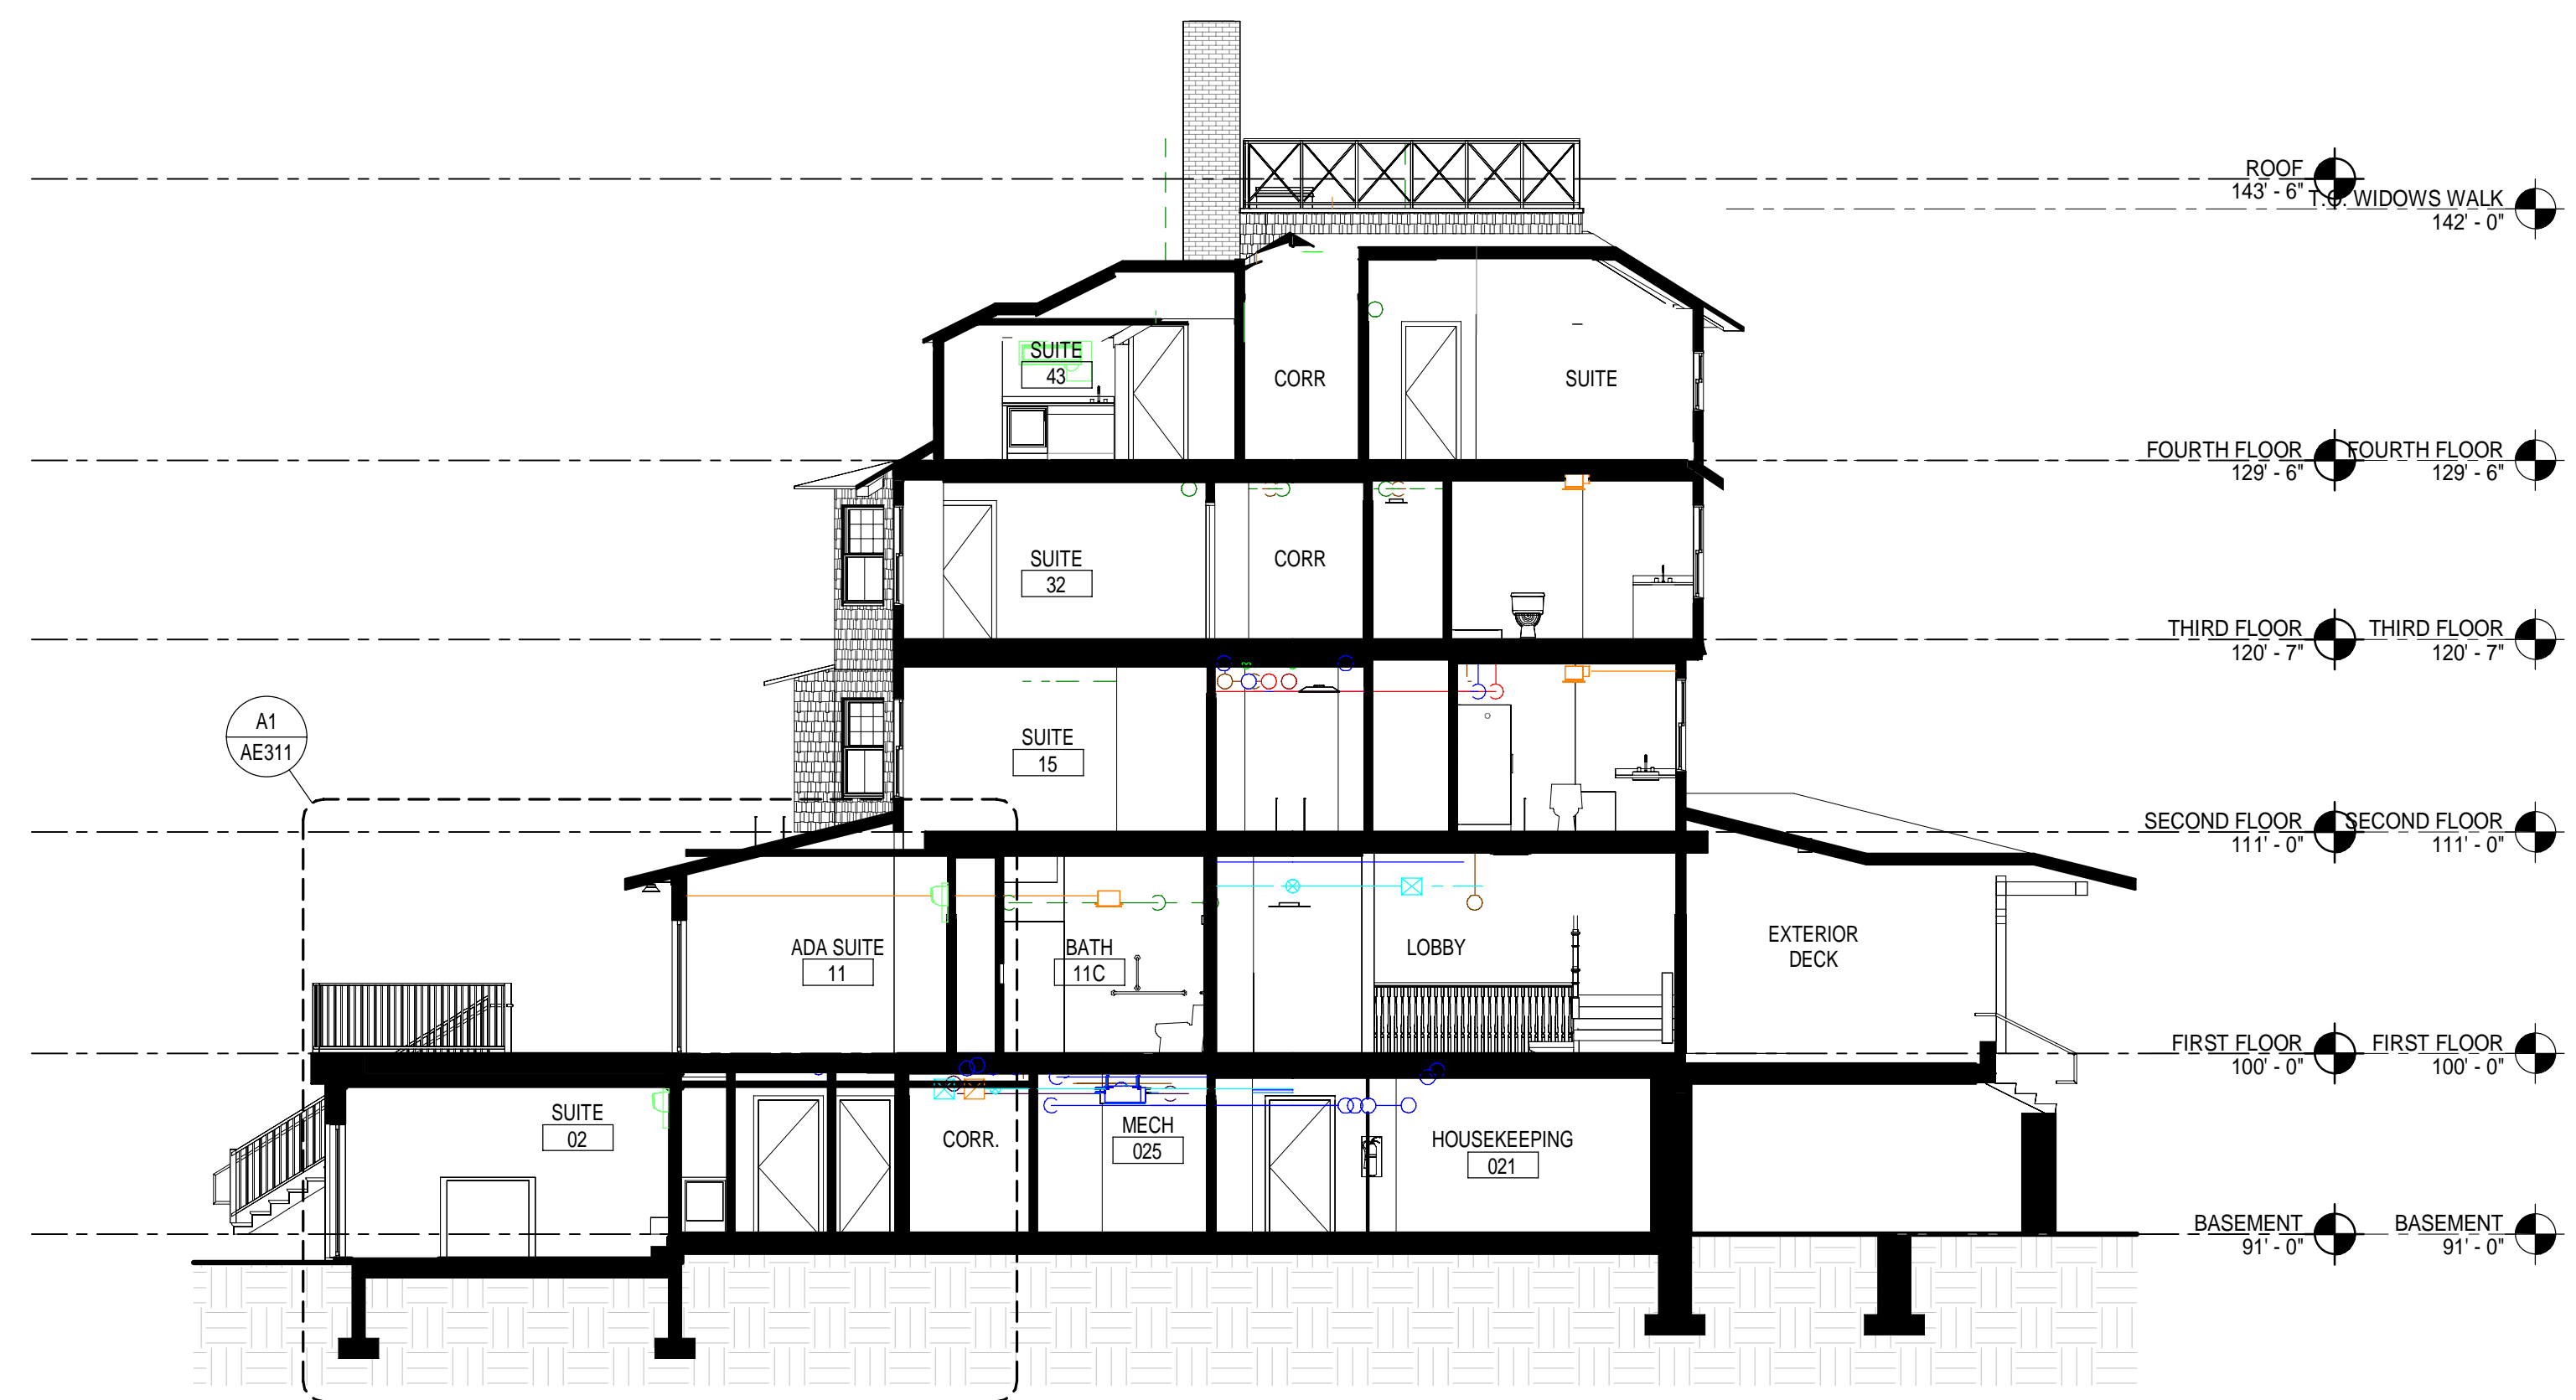 ROOF
143' - 6"
T.O. WIDOWS WALK
142' - 0"
SUITE
43
CORR
SUITE
FOURTH FLOOR
129' - 6"
FOURTH FLOOR
129' - 6"
SUITE
32
CORR
THIRD FLOOR
120' - 7"
THIRD FLOOR
120' - 7"
A1
AE311
SUITE
15
SECOND FLOOR
111' - 0"
SECOND FLOOR
111' - 0"
ADA SUITE
11
BATH
11C
LOBBY
EXTERIOR
DECK
FIRST FLOOR
100' - 0"
FIRST FLOOR
100' - 0"
SUITE
02
CORR.
MECH
025
HOUSEKEEPING
021
BASEMENT
91' - 0"
BASEMENT
91' - 0"